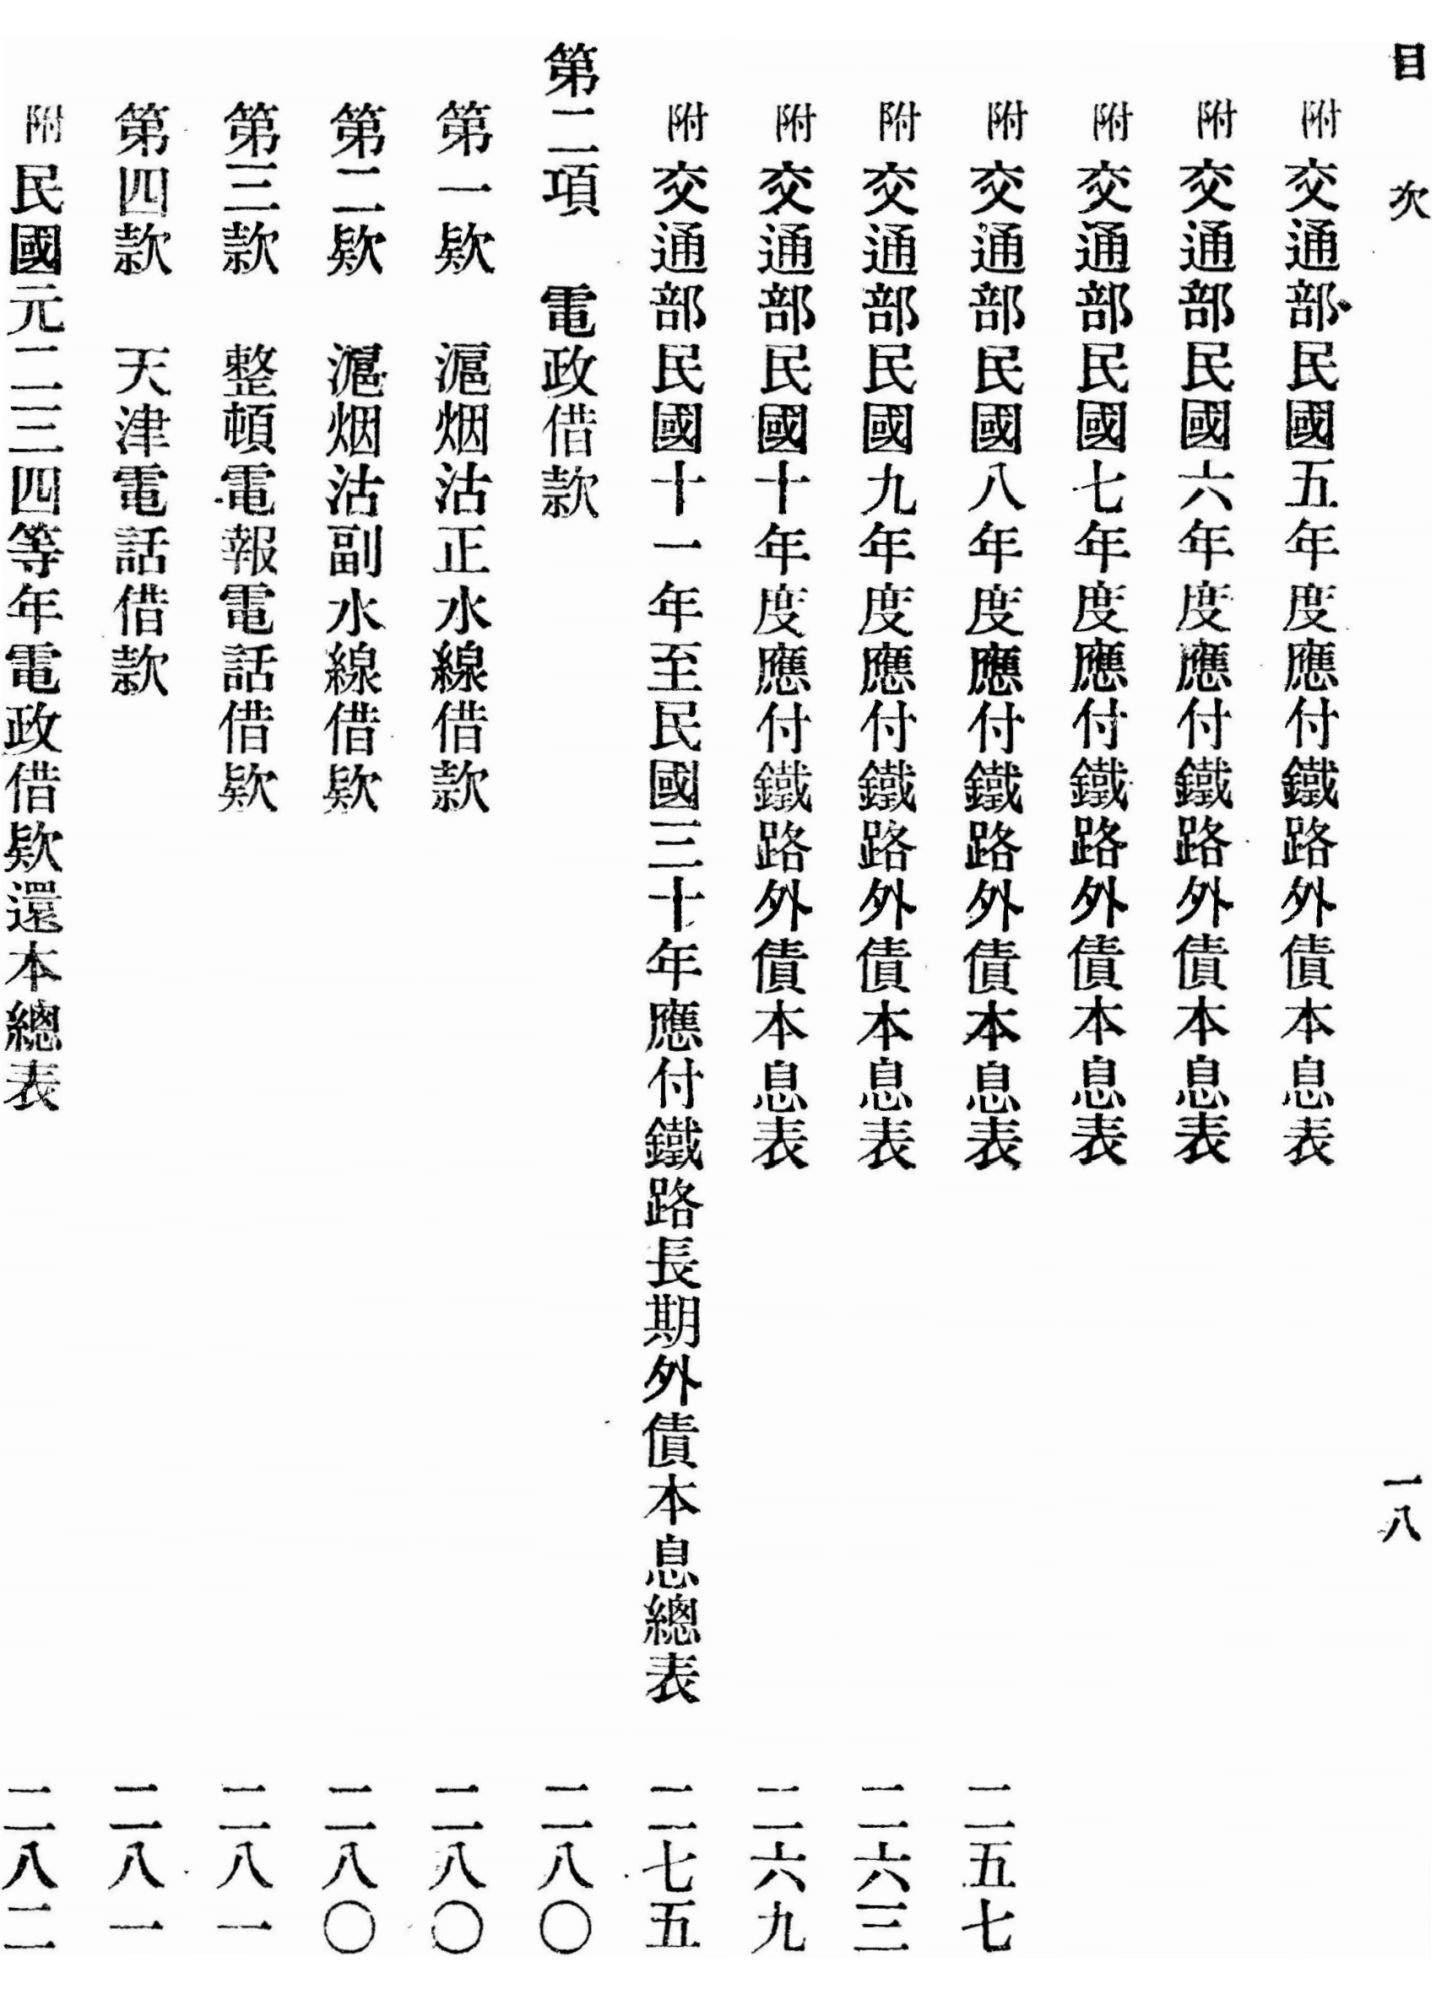 目次 一八
附 交通部民國五年度應付鐵路外債本息表
附 交通部民國六年度應付鐵路外債本息表
附 交通部民國七年度應付鐵路外債本息表
附 交通部民國八年度應付鐵路外債本息表 二五七
附 交通部民國九年度應付鐵路外債本息表 二六三
附 交通部民國十年度應付鐵路外債本息表 二六九
附 交通部民國十一年至民國三十年應付鐵路長期外債本息總表 二七五
第二項 電政借款 二八〇
第一欵 滬烟沽正水線借款 二八〇
第二欵 滬烟沽副水線借欵 二八〇
第三款 整頓電報電話借欵 二八一
第四款 天津電話借款 二八一
附 民國元二三四等年電政借欵還本總表 二八二